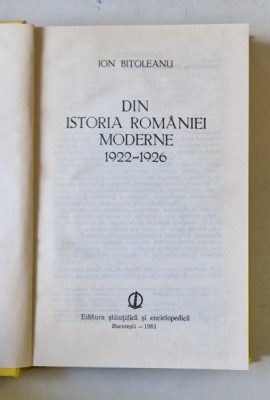 ION BITOLEANU
DIN
ISTORIA ROMÂNIEI
MODERNE
1922-1926
Editura științifică și enciclopedică
București — 1981